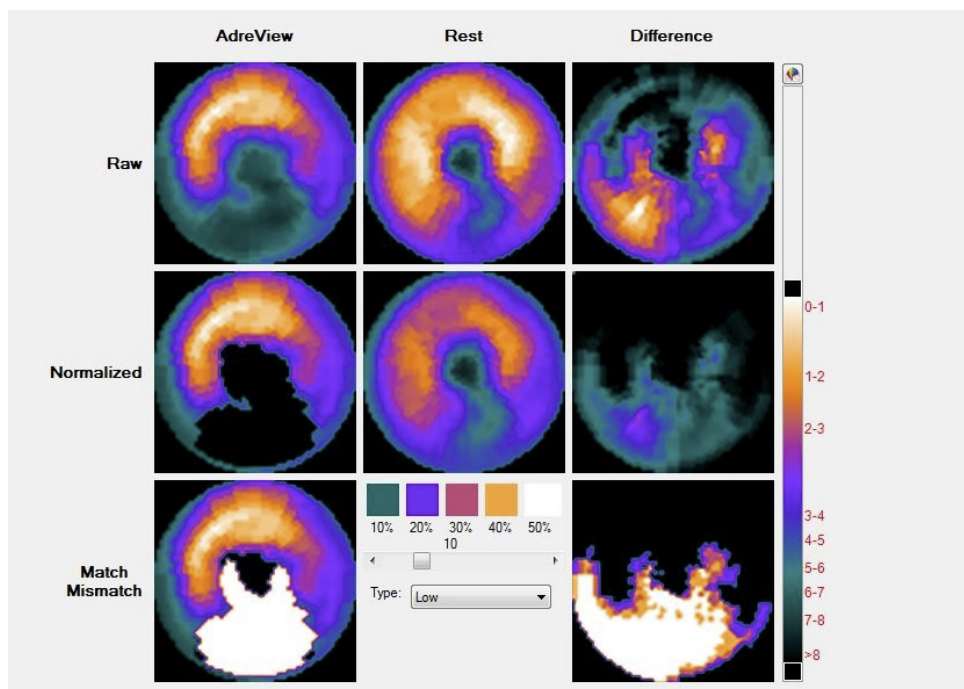 AdreView Rest Difference
Raw
0-1
Normalized
1-2
2-3
10% 20% 30% 40% 50%
10
3-4
4-5
Match
Mismatch
Type: Low
5-6
6-7
7-8
>8